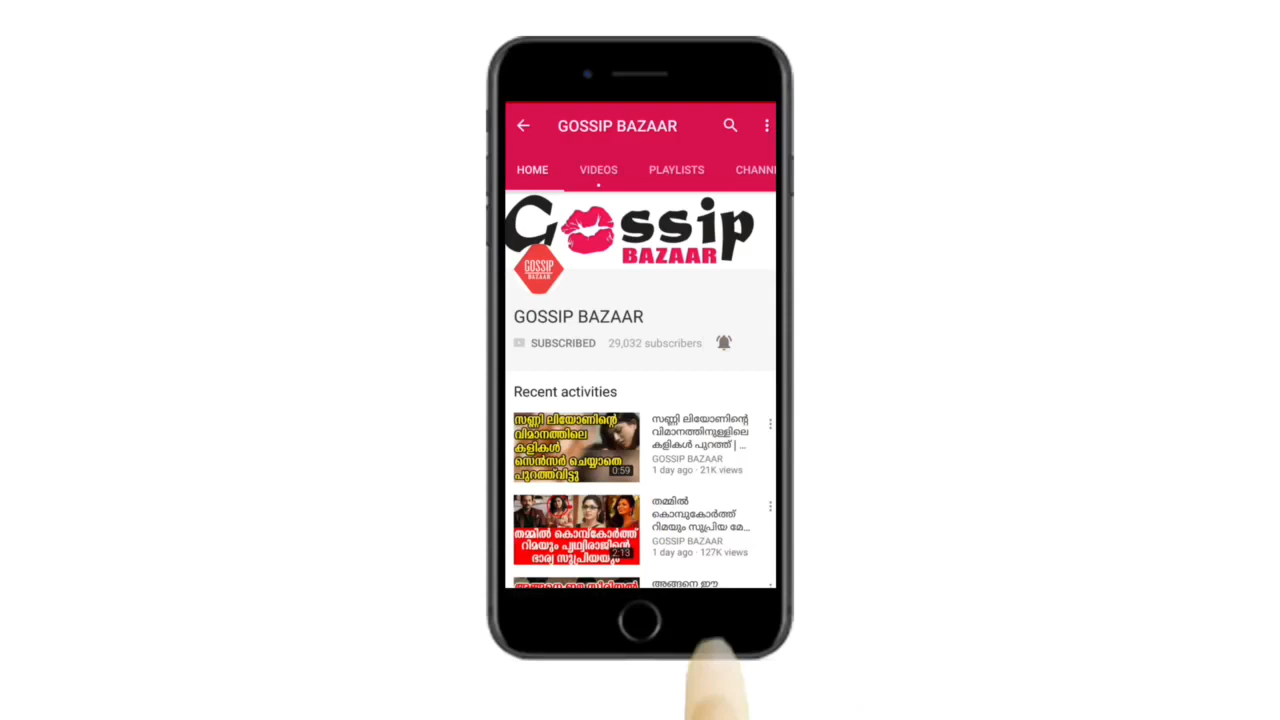 GOSSIP BAZAAR
HOME VIDEOS PLAYLISTS CHANN
Gossip
BAZAAR
GOSSIP
BAZAAR
GOSSIP BAZAAR
SUBSCRIBED 29,032 subscribers
Recent activities
സണ്ണി ലിയോണിന്റെ
വിമാനത്തിലെ
കളികൾ
സെൻസർ ചെയ്യാതെ
പുറത്ത്‌വിട്ടു
0:59
സണ്ണി ലിയോണിന്റെ
വിമാനത്തിനുള്ളിലെ
കളികൾ പുറത്ത് | ...
GOSSIP BAZAAR
1 day ago · 21K views
തമ്മിൽ കൊമ്പ്കോർത്ത്
റിമയും പൃഥ്വിരാജിന്റെ
ഭാര്യ സുപ്രിയയും
2:13
തമ്മിൽ
കൊമ്പുകോർത്ത്
റിമയും സുപ്രിയ മേ...
GOSSIP BAZAAR
1 day ago · 127K views
അങ്ങനെ ഈ